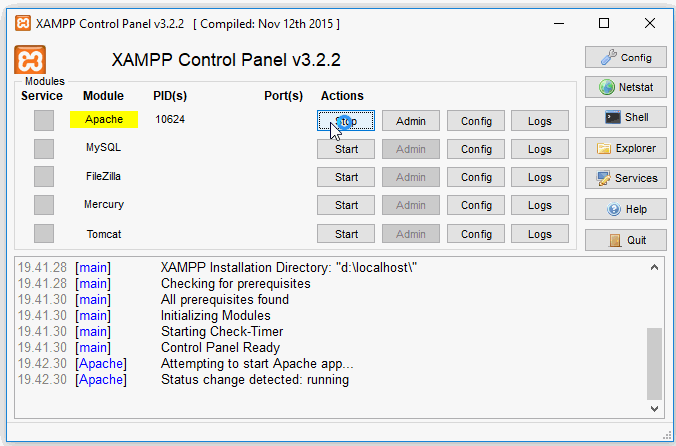 XAMPP Control Panel v3.2.2 [ Compiled: Nov 12th 2015 ]
XAMPP Control Panel v3.2.2
Config
Modules
Service Module PID(s) Port(s) Actions
Netstat
Apache 10624 Stop Admin Config Logs
Shell
MySQL Start Admin Config Logs
Explorer
FileZilla Start Admin Config Logs
Services
Mercury Start Admin Config Logs
Help
Tomcat Start Admin Config Logs
Quit
19.41.28 [main] XAMPP Installation Directory: "d:\localhost\"
19.41.28 [main] Checking for prerequisites
19.41.30 [main] All prerequisites found
19.41.30 [main] Initializing Modules
19.41.30 [main] Starting Check-Timer
19.41.30 [main] Control Panel Ready
19.42.30 [Apache] Attempting to start Apache app...
19.42.30 [Apache] Status change detected: running